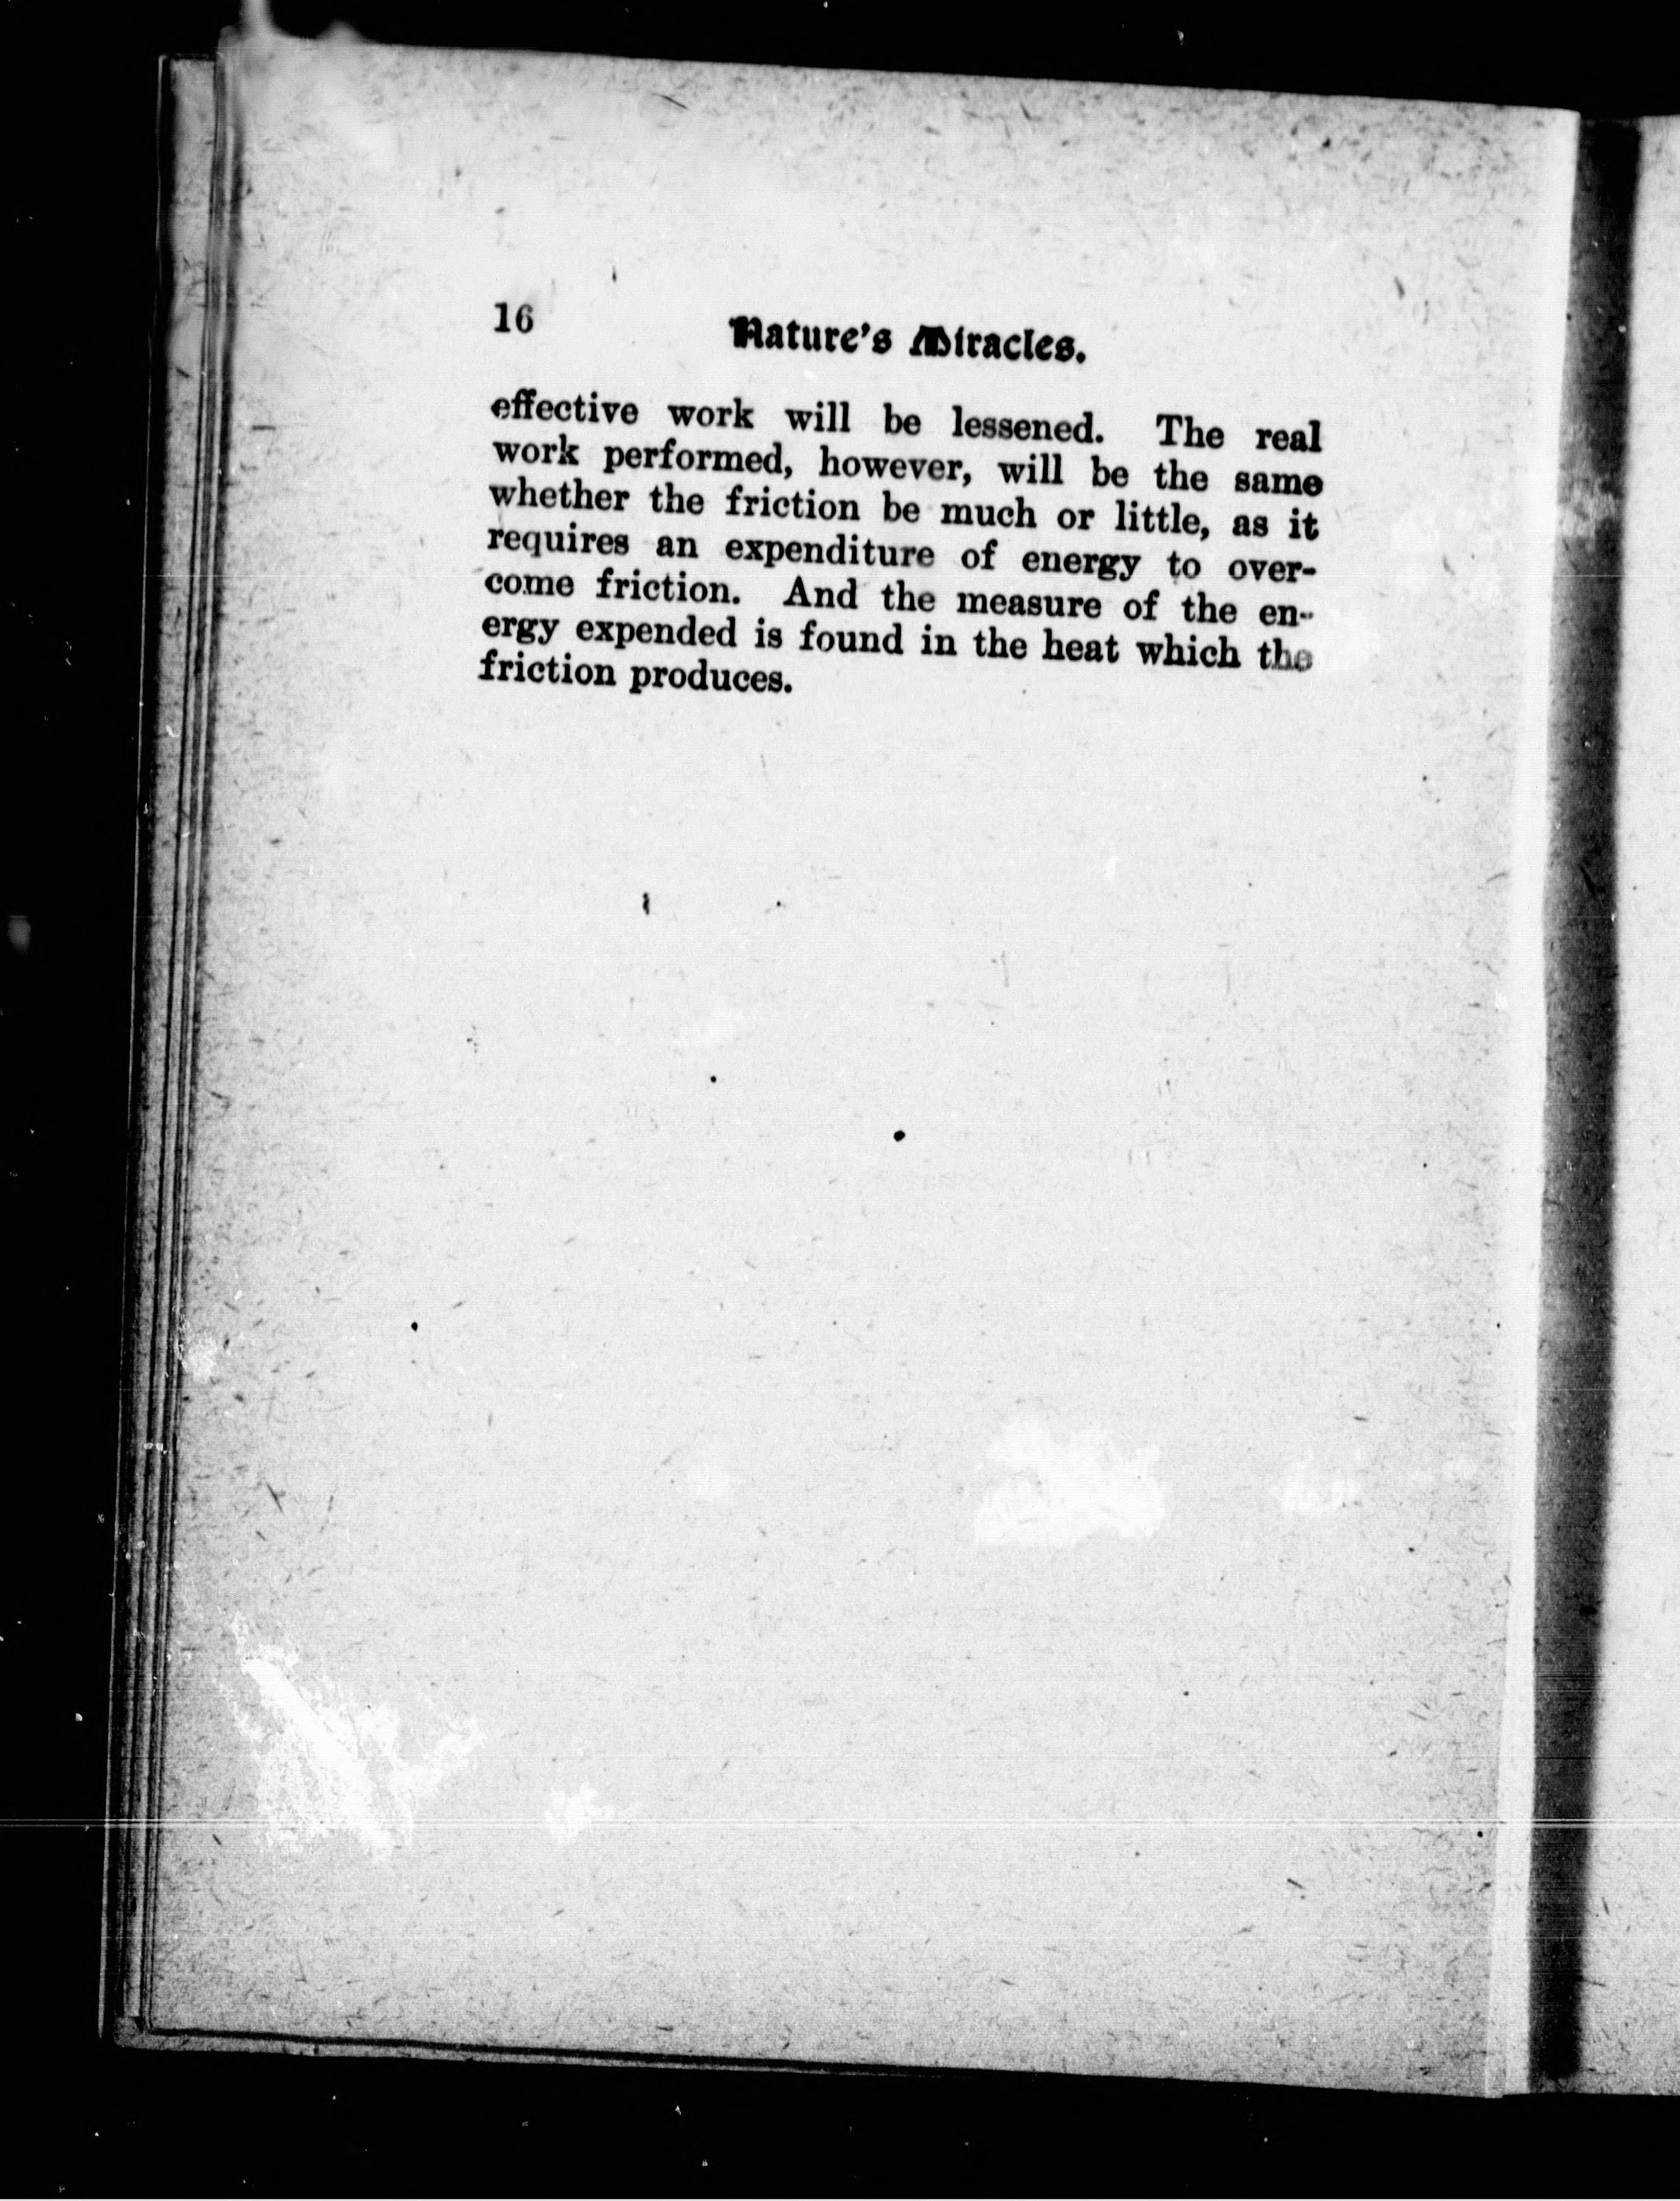 16
Nature's Miracles.
effective work will be lessened. The real
work performed, however, will be the same
whether the friction be much or little, as it
requires an expenditure of energy to over-
come friction. And the measure of the en-
ergy expended is found in the heat which the
friction produces.